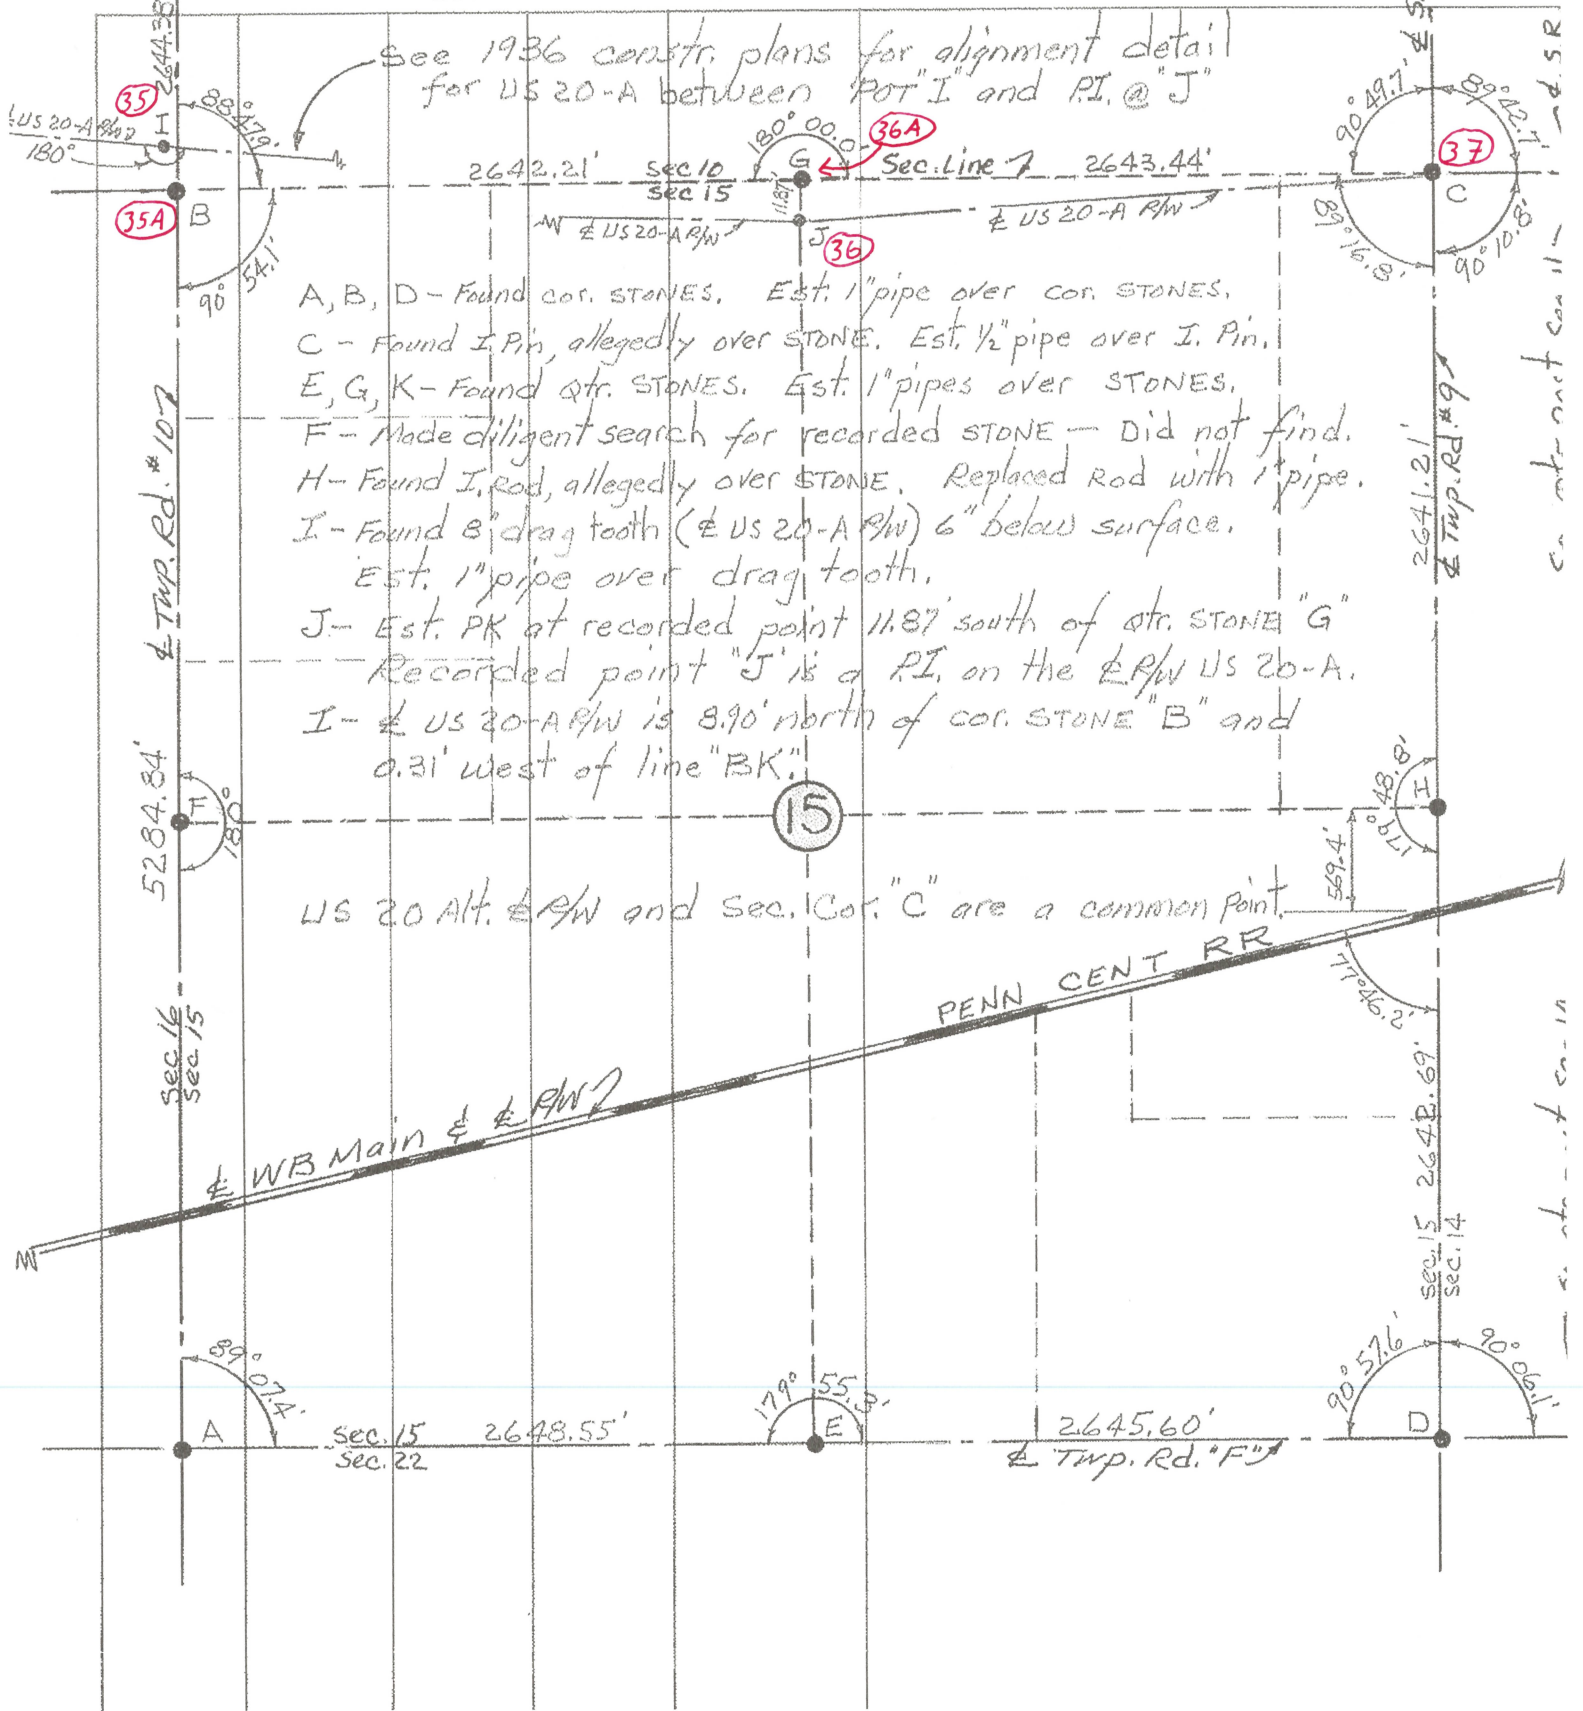 See 1936 constr. plans for alignment detail
for US 20-A between POT "I" and P.I. @ "J"
2644.38
35
H
88° 47.9'
US 20-A R/W
180°
35A
B
90° 54.1'
2642.21'
Sec 10
Sec 15
180° 00.0'
36A
G
11.87'
Sec. Line
2643.44'
℄ US 20-A R/W
J
36
℄ US 20-A R/W
90° 49.7'
89° 42.7'
37
C
89° 16.8'
90° 10.8'
A, B, D - Found cor. STONES. Est. 1" pipe over cor. STONES.
C - Found I. Pin, allegedly over STONE. Est. 1/2" pipe over I. Pin.
E, G, K - Found Qtr. STONES. Est. 1" pipes over STONES.
F - Made diligent search for recorded STONE - Did not find.
H - Found I. Rod, allegedly over STONE. Replaced Rod with 1" pipe.
I - Found 8" drag tooth (℄ US 20-A R/W) 6" below surface.
Est. 1" pipe over drag tooth.
J - Est. PK at recorded point 11.87' south of qtr. STONE "G"
Recorded point "J" is a P.I. on the ℄ R/W US 20-A.
I - ℄ US 20-A R/W is 8.90' north of cor. STONE "B" and
0.31' west of line "BK".
℄ Twp. Rd. # 10
5284.84'
F
180°
15
2641.21'
℄ Twp. Rd. # 9
179° 48.8'
H
569.4'
US 20 Alt. ℄ R/W and Sec. Cor. "C" are a common point.
PENN CENT RR
77° 46.2'
Sec 16
Sec 15
℄ WB Main & ℄ R/W
2642.69'
Sec. 15
Sec. 14
89° 07.4'
A
Sec. 15
Sec. 22
2648.55'
179° 55.3'
E
2645.60'
℄ Twp. Rd. "F"
90° 57.6'
90° 06.1'
D